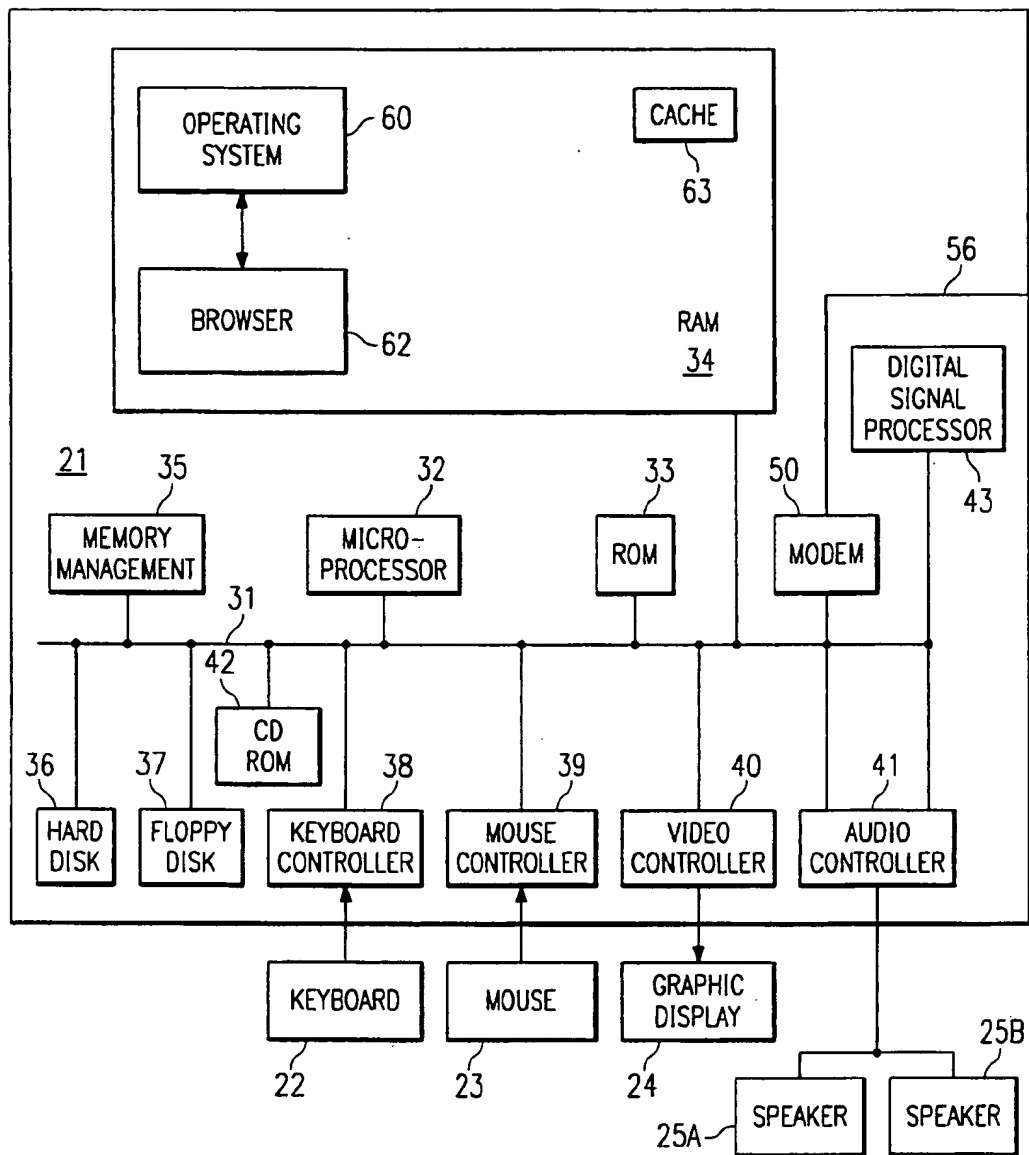 OPERATING
SYSTEM
60
CACHE
63
BROWSER
62
RAM
34
56
DIGITAL
SIGNAL
PROCESSOR
43
21
35
MEMORY
MANAGEMENT
32
MICRO-
PROCESSOR
33
ROM
50
MODEM
31
42
CD
ROM
36
HARD
DISK
37
FLOPPY
DISK
38
KEYBOARD
CONTROLLER
39
MOUSE
CONTROLLER
40
VIDEO
CONTROLLER
41
AUDIO
CONTROLLER
KEYBOARD
22
MOUSE
23
GRAPHIC
DISPLAY
24
25A
SPEAKER
25B
SPEAKER